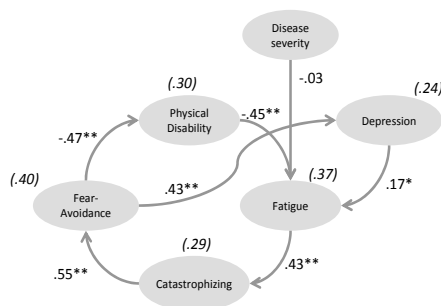 Disease
severity
(.30)
(.24)
-.03
Physical
Disability
-.45**
Depression
-.47**
(.40)
(.37)
Fear-
Avoidance
.43**
Fatigue
.17*
(.29)
.55**
.43**
Catastrophizing